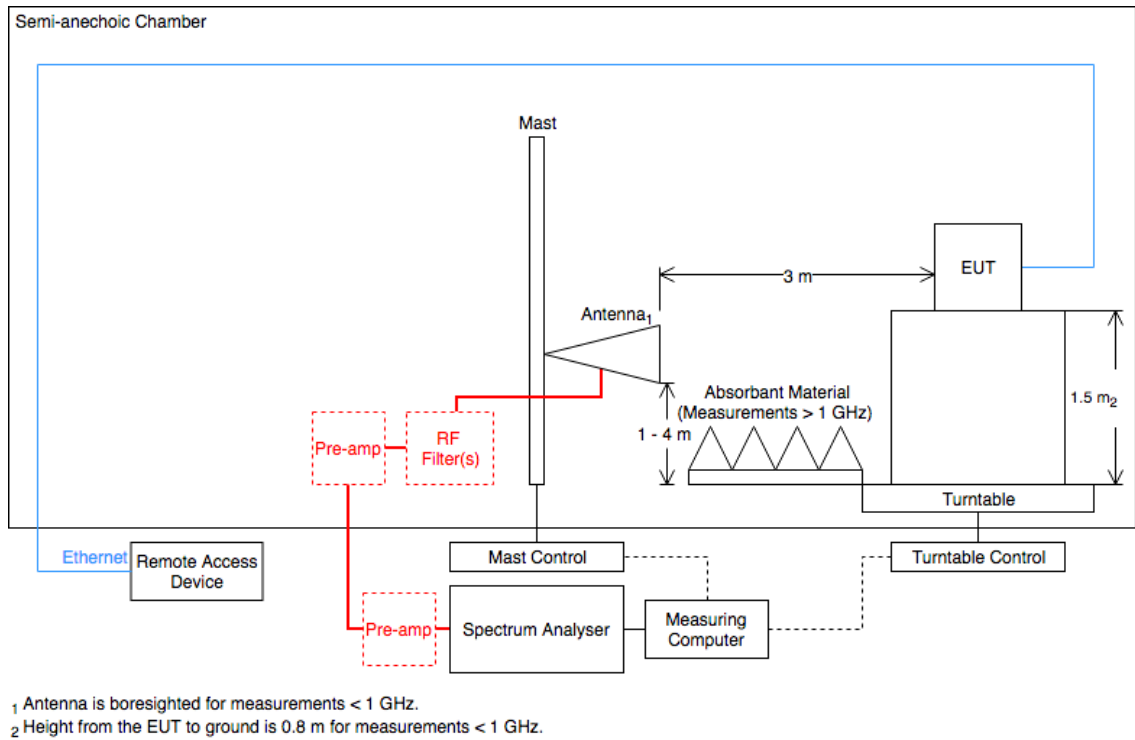 Semi-anechoic Chamber
Mast
EUT
3 m
Antenna1
Absorbant Material
(Measurements > 1 GHz)
1.5 m2
1 - 4 m
RF
Filter(s)
Pre-amp
Turntable
Ethernet
Remote Access
Device
Mast Control
Turntable Control
Pre-amp
Spectrum Analyser
Measuring
Computer
1 Antenna is boresighted for measurements < 1 GHz.
2 Height from the EUT to ground is 0.8 m for measurements < 1 GHz.